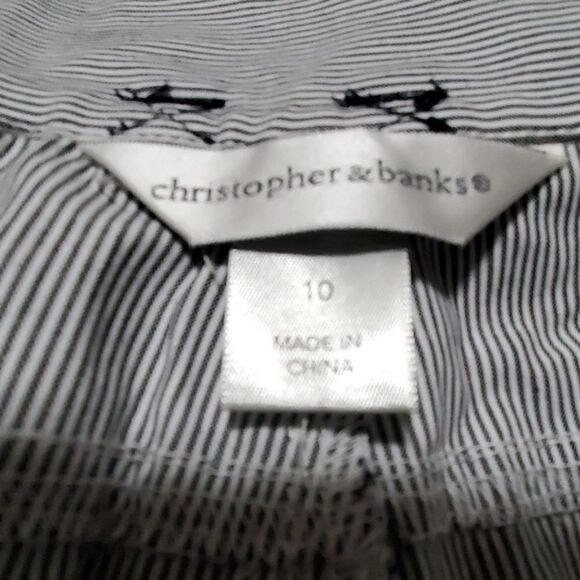 christopher & banks®
10
MADE IN
CHINA